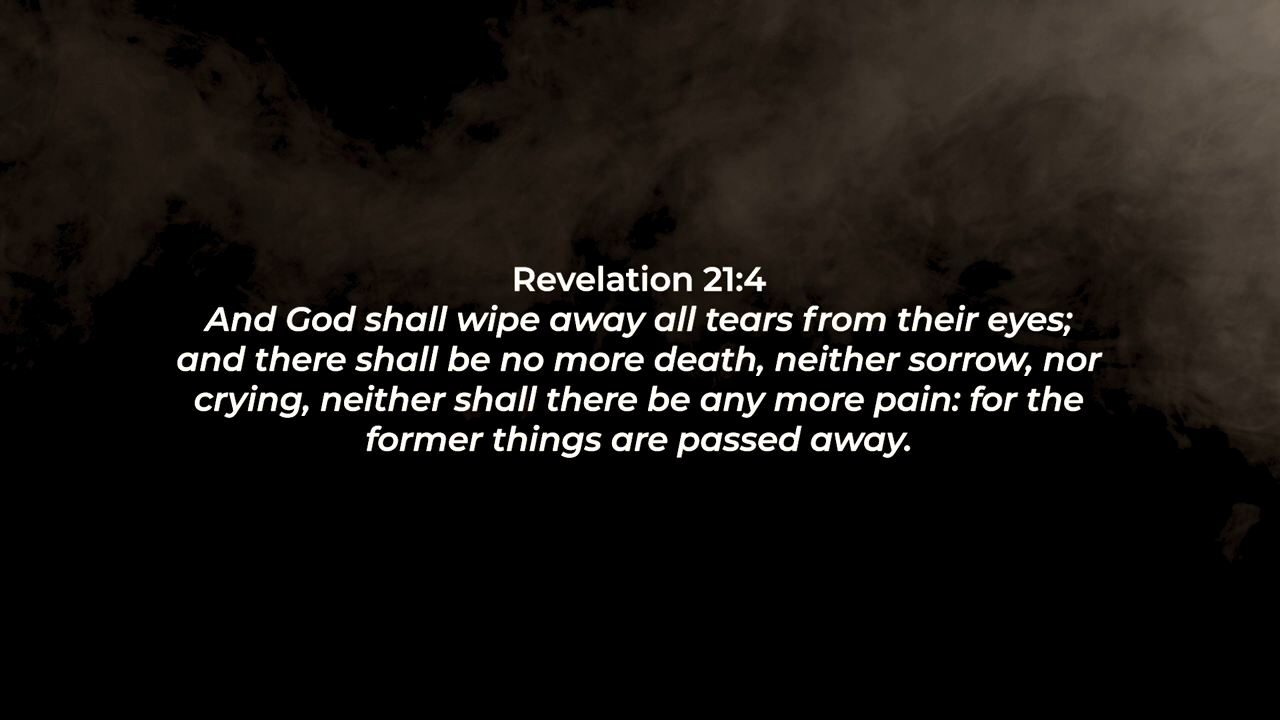 Revelation 21:4
And God shall wipe away all tears from their eyes;
and there shall be no more death, neither sorrow, nor
crying, neither shall there be any more pain: for the
former things are passed away.